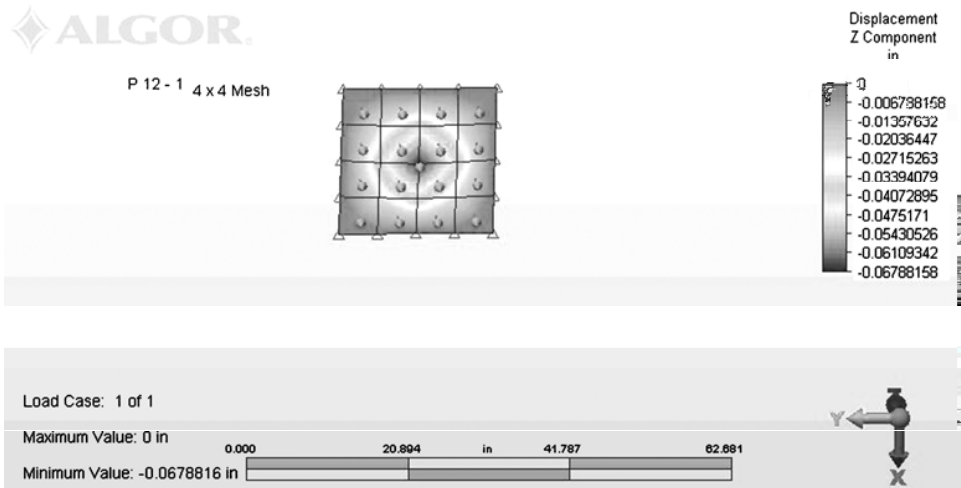 ALGOR
Displacement
Z Component
in
P 12 - 1 4 x 4 Mesh
0
-0.006788158
-0.01357632
-0.02036447
-0.02715263
-0.03394079
-0.04072895
-0.0475171
-0.05430526
-0.06109342
-0.06788158
Load Case: 1 of 1
Maximum Value: 0 in
Minimum Value: -0.0678816 in
0.000 20.894 in 41.787 62.681
Y
X